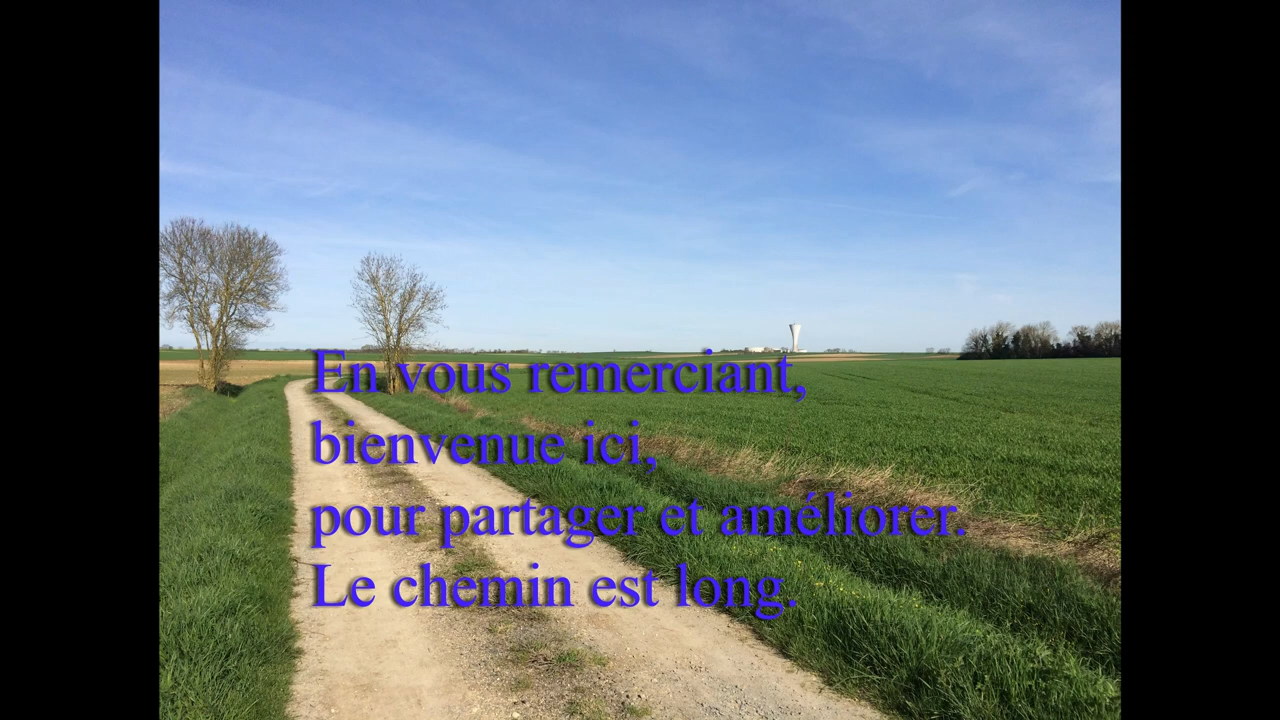 En vous remerciant,
bienvenue ici,
pour partager et améliorer.
Le chemin est long.